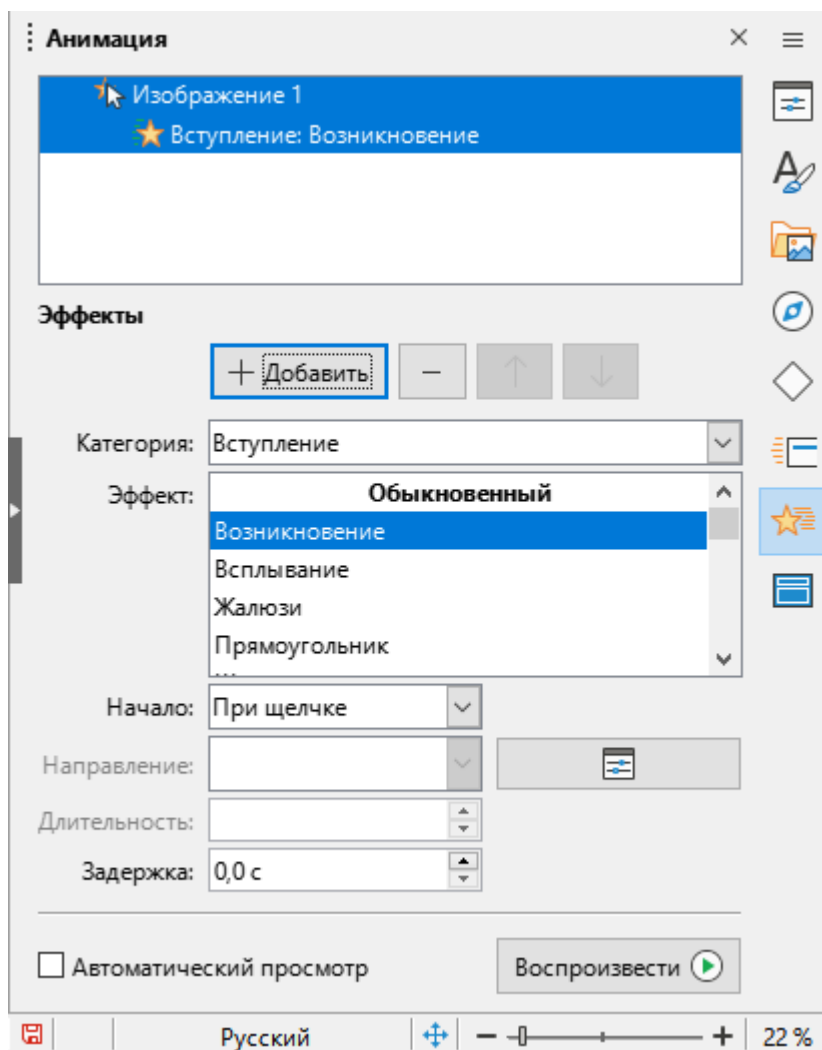 Анимация
Изображение 1
Вступление: Возникновение
Эффекты
Добавить
Категория: Вступление
Эффект: Обыкновенный
Возникновение
Всплывание
Жалюзи
Прямоугольник
Начало: При щелчке
Направление:
Длительность:
Задержка: 0,0 с
Автоматический просмотр Воспроизвести
Русский 22 %